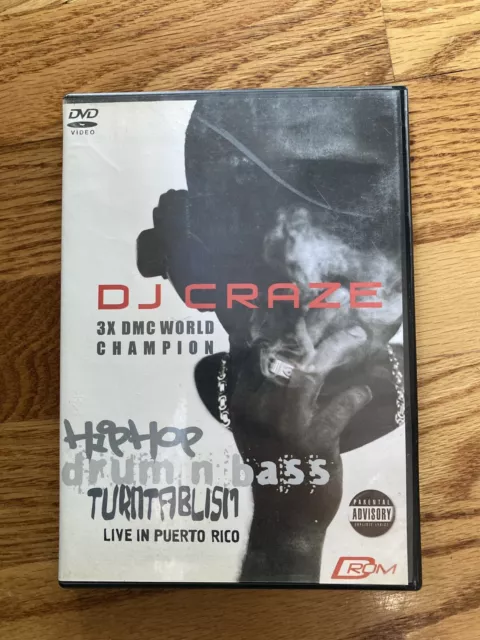 DVD
VIDEO
DJ CRAZE
3X DMC WORLD
CHAMPION
HIPHOP
drum n bass
TURNTABLISM
LIVE IN PUERTO RICO
PARENTAL
ADVISORY
EXPLICIT LYRICS
DROM